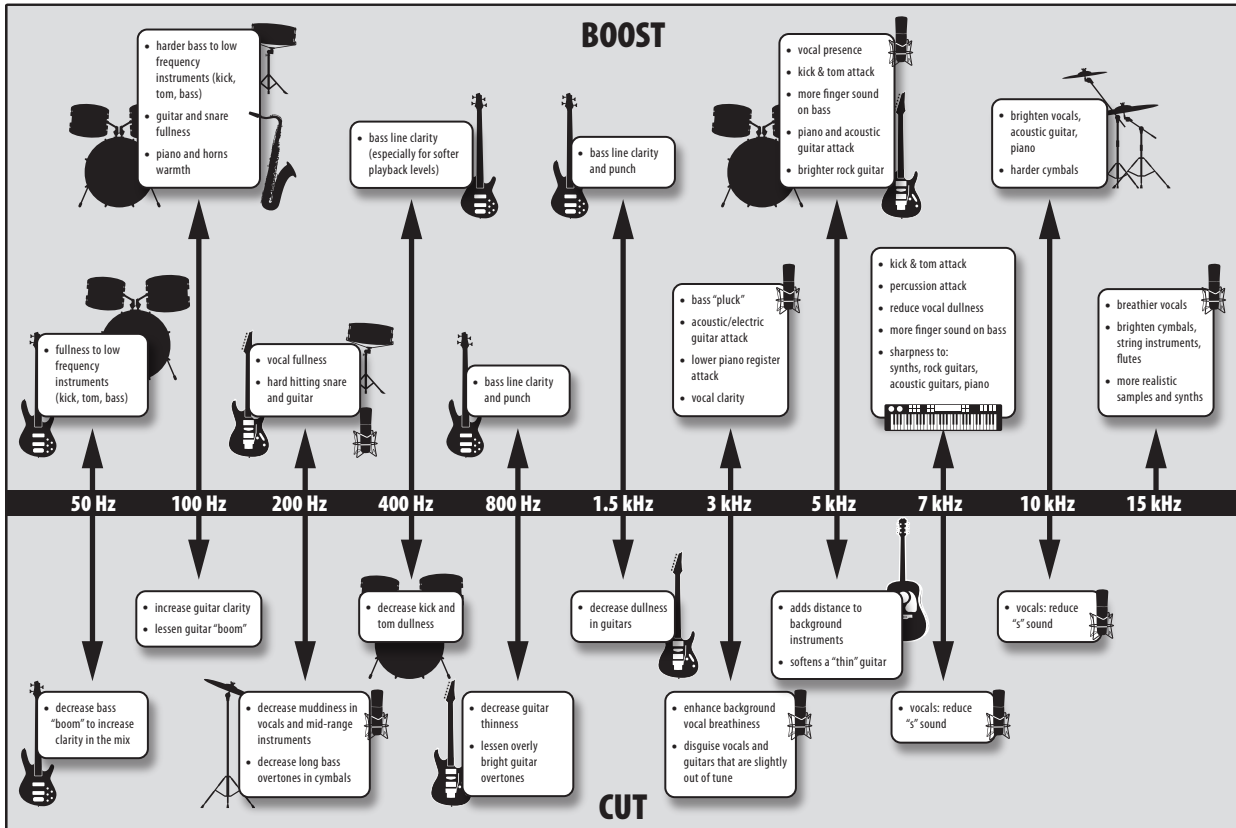 BOOST
• harder bass to low
frequency
instruments (kick,
tom, bass)
• guitar and snare
fullness
• piano and horns
warmth
• bass line clarity
(especially for softer
playback levels)
• bass line clarity
and punch
• vocal presence
• kick & tom attack
• more finger sound
on bass
• piano and acoustic
guitar attack
• brighter rock guitar
• brighten vocals,
acoustic guitar,
piano
• harder cymbals
• fullness to low
frequency
instruments
(kick, tom, bass)
• vocal fullness
• hard hitting snare
and guitar
• bass line clarity
and punch
• bass “pluck”
• acoustic/electric
guitar attack
• lower piano register
attack
• vocal clarity
• kick & tom attack
• percussion attack
• reduce vocal dullness
• more finger sound on bass
• sharpness to:
synths, rock guitars,
acoustic guitars, piano
• breathier vocals
• brighten cymbals,
string instruments,
flutes
• more realistic
samples and synths
50 Hz 100 Hz 200 Hz 400 Hz 800 Hz 1.5 kHz 3 kHz 5 kHz 7 kHz 10 kHz 15 kHz
• increase guitar clarity
• lessen guitar “boom”
• decrease kick and
tom dullness
• decrease dullness
in guitars
• adds distance to
background
instruments
• softens a “thin” guitar
• vocals: reduce
“s” sound
• decrease bass
“boom” to increase
clarity in the mix
• decrease muddiness in
vocals and mid-range
instruments
• decrease long bass
overtones in cymbals
• decrease guitar
thinness
• lessen overly
bright guitar
overtones
• enhance background
vocal breathiness
• disguise vocals and
guitars that are slightly
out of tune
• vocals: reduce
“s” sound
CUT